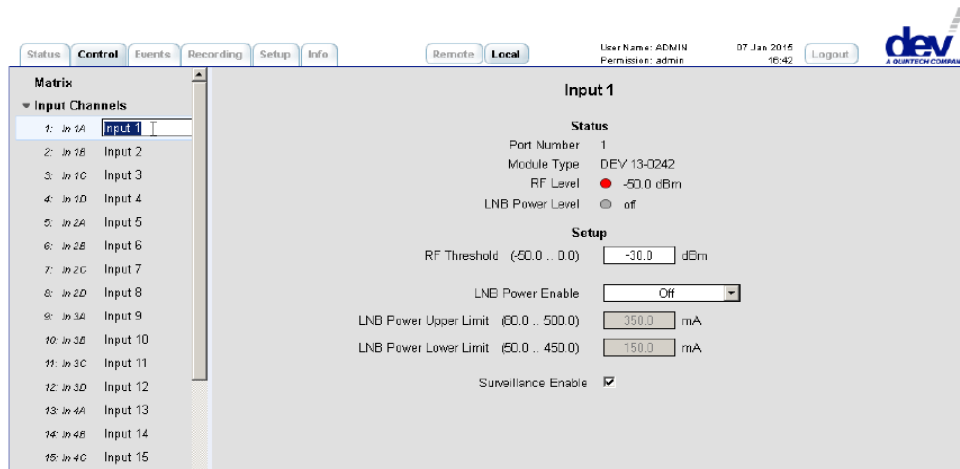 Status Control Events Recording Setup Info Remote Local User Name: ADMIN 07 Jan 2015 Logout dev
Permission: admin 16:42 A QUINTECH COMPAN
Matrix
Input Channels
1: In 1A Input 1
2: In 1B Input 2
3: In 1C Input 3
4: In 1D Input 4
5: In 2A Input 5
6: In 2B Input 6
7: In 2C Input 7
8: In 2D Input 8
9: In 3A Input 9
10: In 3B Input 10
11: In 3C Input 11
12: In 3D Input 12
13: In 4A Input 13
14: In 4B Input 14
15: In 4C Input 15
Input 1
Status
Port Number 1
Module Type DEV 13-0242
RF Level -50.0 dBm
LNB Power Level off
Setup
RF Threshold (-50.0 .. 0.0) -30.0 dBm
LNB Power Enable Off
LNB Power Upper Limit (60.0 .. 500.0) 350.0 mA
LNB Power Lower Limit (50.0 .. 450.0) 150.0 mA
Surveillance Enable